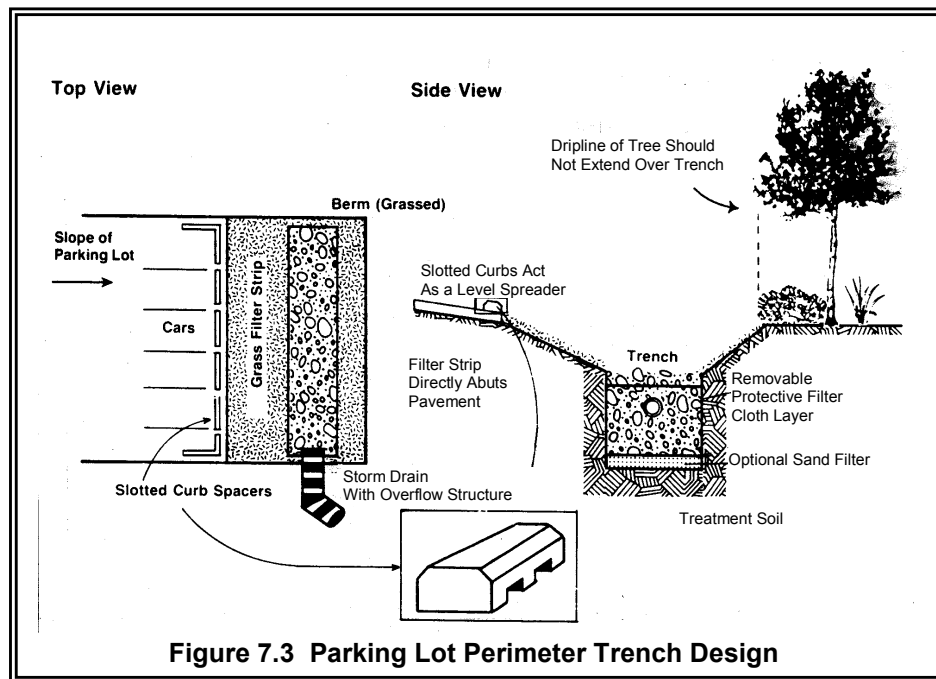 Top View
Side View
Dripline of Tree Should
Not Extend Over Trench
Berm (Grassed)
Slope of
Parking Lot
Cars
Grass Filter Strip
Slotted Curbs Act
As a Level Spreader
Filter Strip
Directly Abuts
Pavement
Trench
Removable
Protective Filter
Cloth Layer
Optional Sand Filter
Treatment Soil
Slotted Curb Spacers
Storm Drain
With Overflow Structure
Figure 7.3 Parking Lot Perimeter Trench Design